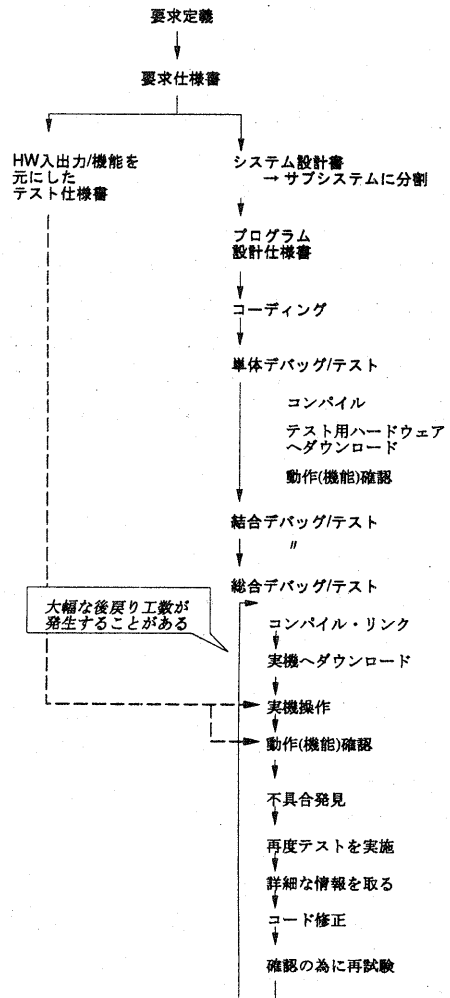 要求定義
要求仕様書
HW入出力/機能を
元にした
テスト仕様書
システム設計書
→ サブシステムに分割
プログラム
設計仕様書
コーディング
単体デバッグ/テスト
コンパイル
テスト用ハードウェア
へダウンロード
動作(機能)確認
結合デバッグ/テスト
〃
総合デバッグ/テスト
大幅な後戻り工数が
発生することがある
コンパイル・リンク
実機へダウンロード
実機操作
動作(機能)確認
不具合発見
再度テストを実施
詳細な情報を取る
コード修正
確認の為に再試験